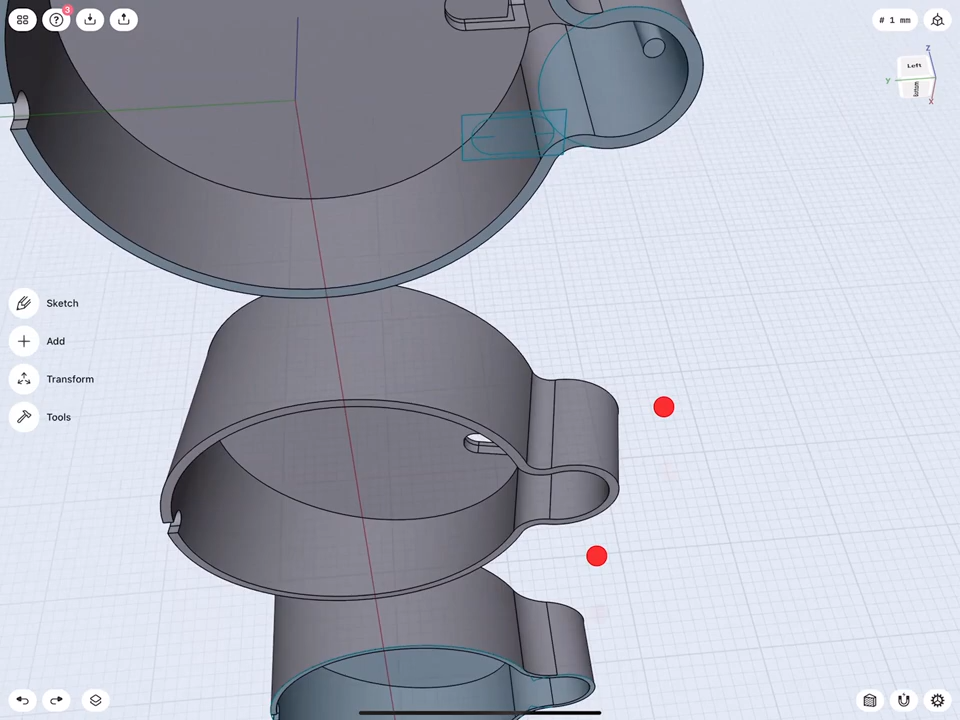 3
# 1 mm
z
Left
y
Bottom
x
Sketch
Add
Transform
Tools